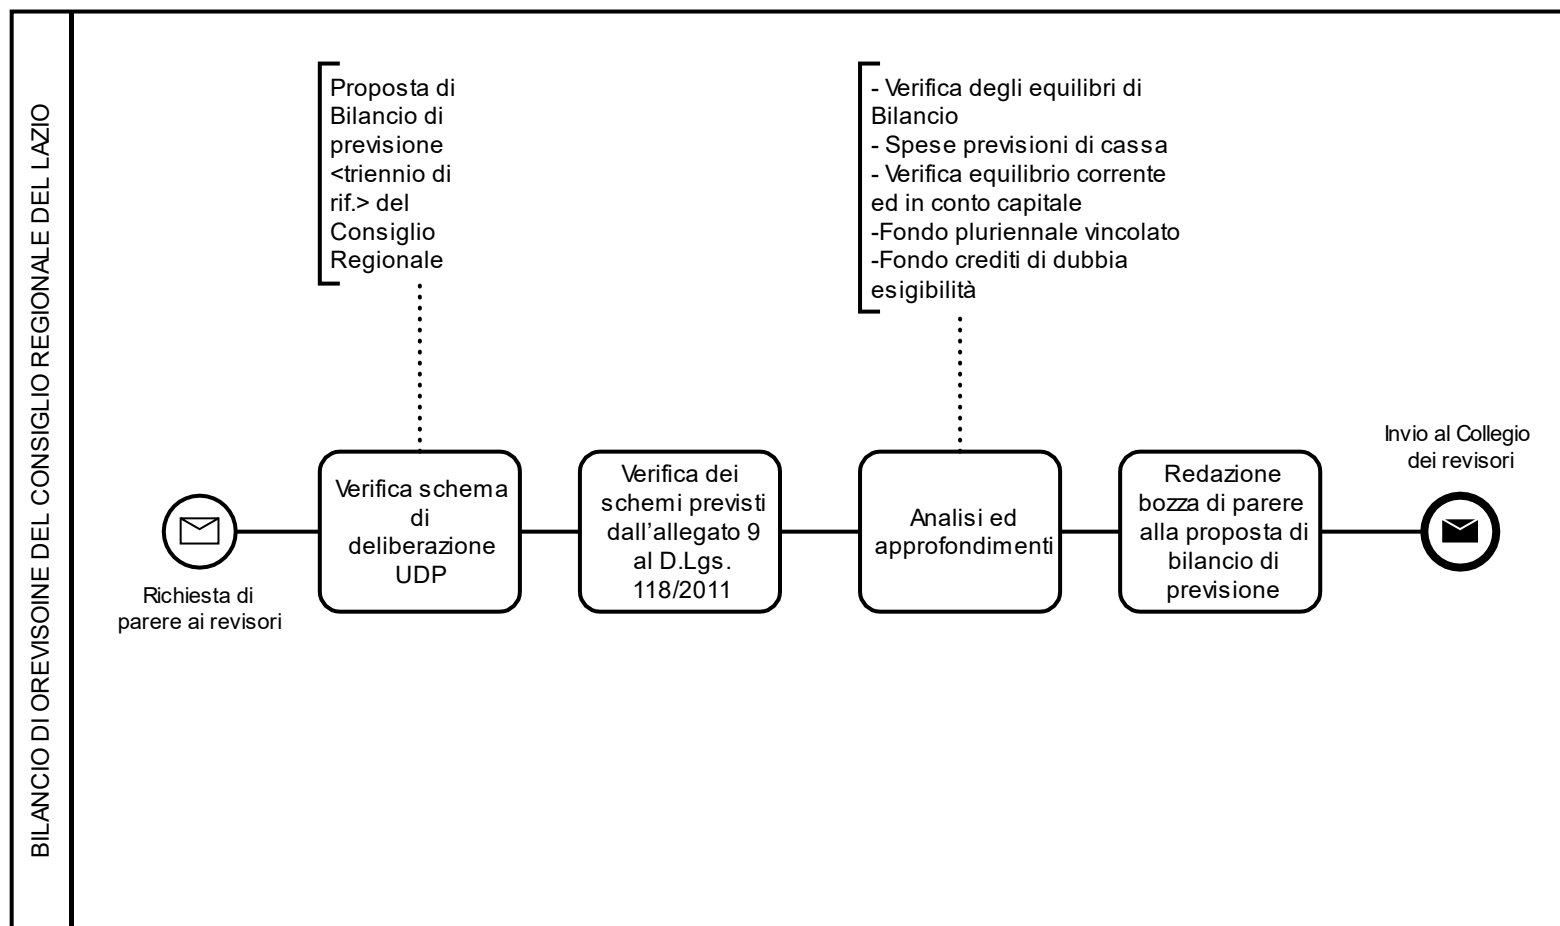 BILANCIO DI OREVISOINE DEL CONSIGLIO REGIONALE DEL LAZIO
Proposta di
Bilancio di
previsione
<triennio di
rif.> del
Consiglio
Regionale
- Verifica degli equilibri di
Bilancio
- Spese previsioni di cassa
- Verifica equilibrio corrente
ed in conto capitale
-Fondo pluriennale vincolato
-Fondo crediti di dubbia
esigibilità
Richiesta di
parere ai revisori
Verifica schema
di
deliberazione
UDP
Verifica dei
schemi previsti
dall'allegato 9
al D.Lgs.
118/2011
Analisi ed
approfondimenti
Redazione
bozza di parere
alla proposta di
bilancio di
previsione
Invio al Collegio
dei revisori